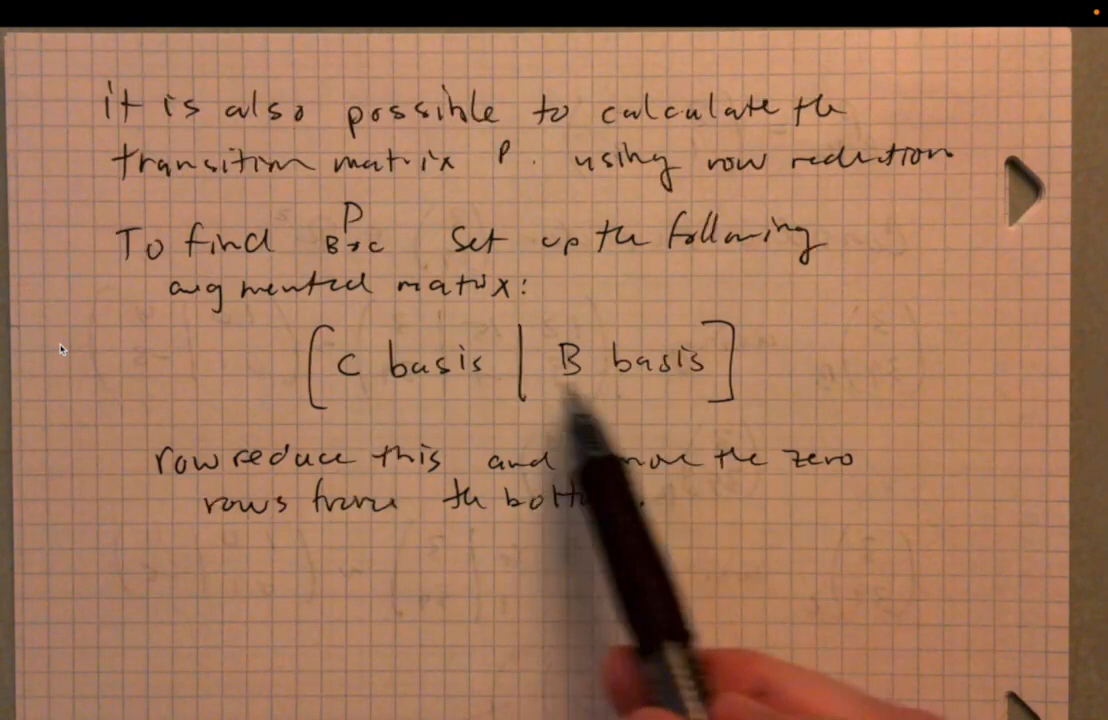 it is also possible to calculate the
transition matrix P. using row reduction
To find P B→C set up the following
augmented matrix:
[ C basis | B basis ]
row reduce this and the zero
rows from the